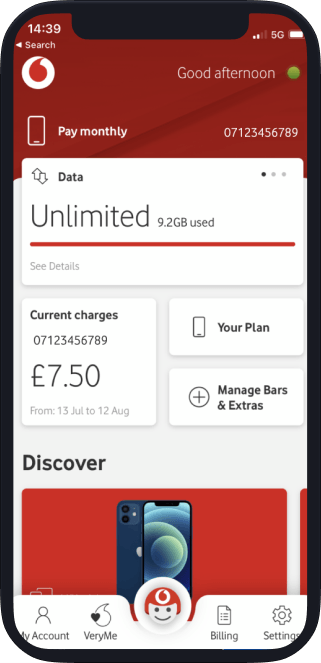 14:39
5G
Search
Good afternoon
Pay monthly
07123456789
Data
Unlimited 9.2GB used
See Details
Current charges
07123456789
£7.50
From: 13 Jul to 12 Aug
Your Plan
Manage Bars
& Extras
Discover
My Account
VeryMe
Billing
Settings